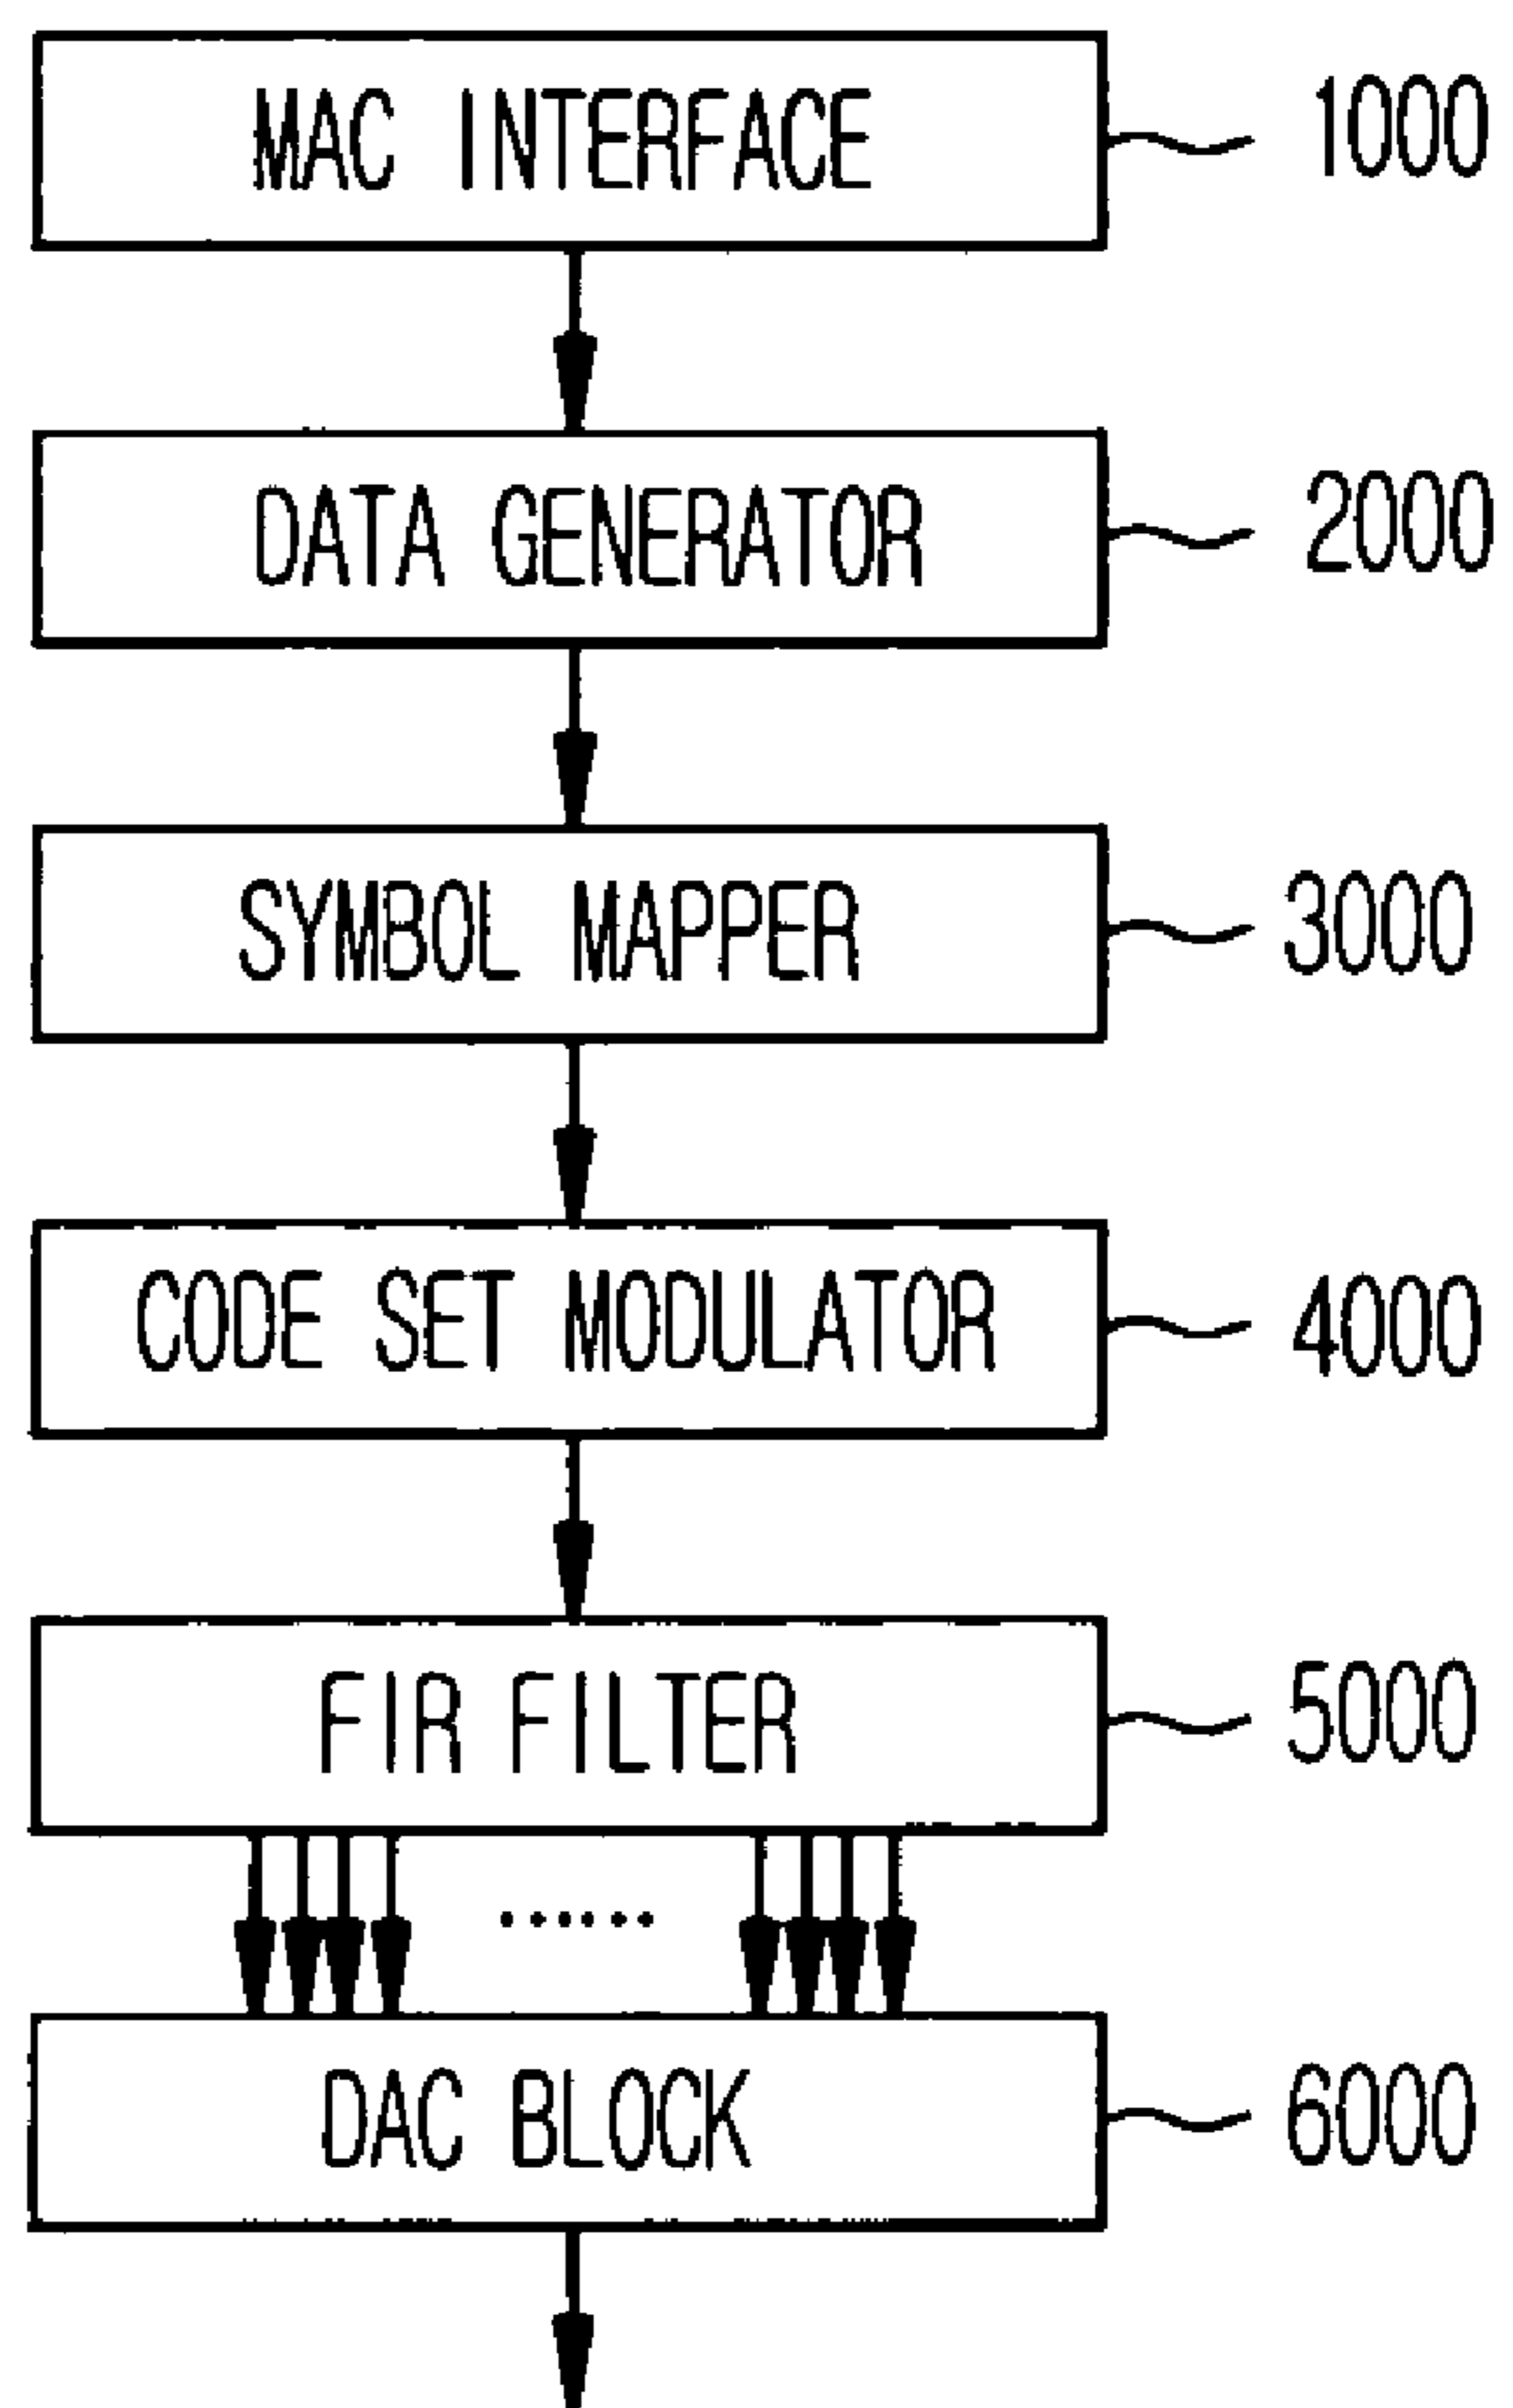 MAC INTERFACE 1000
DATA GENERATOR 2000
SYMBOL MAPPER 3000
CODE SET MODULATOR 4000
FIR FILTER 5000
DAC BLOCK 6000